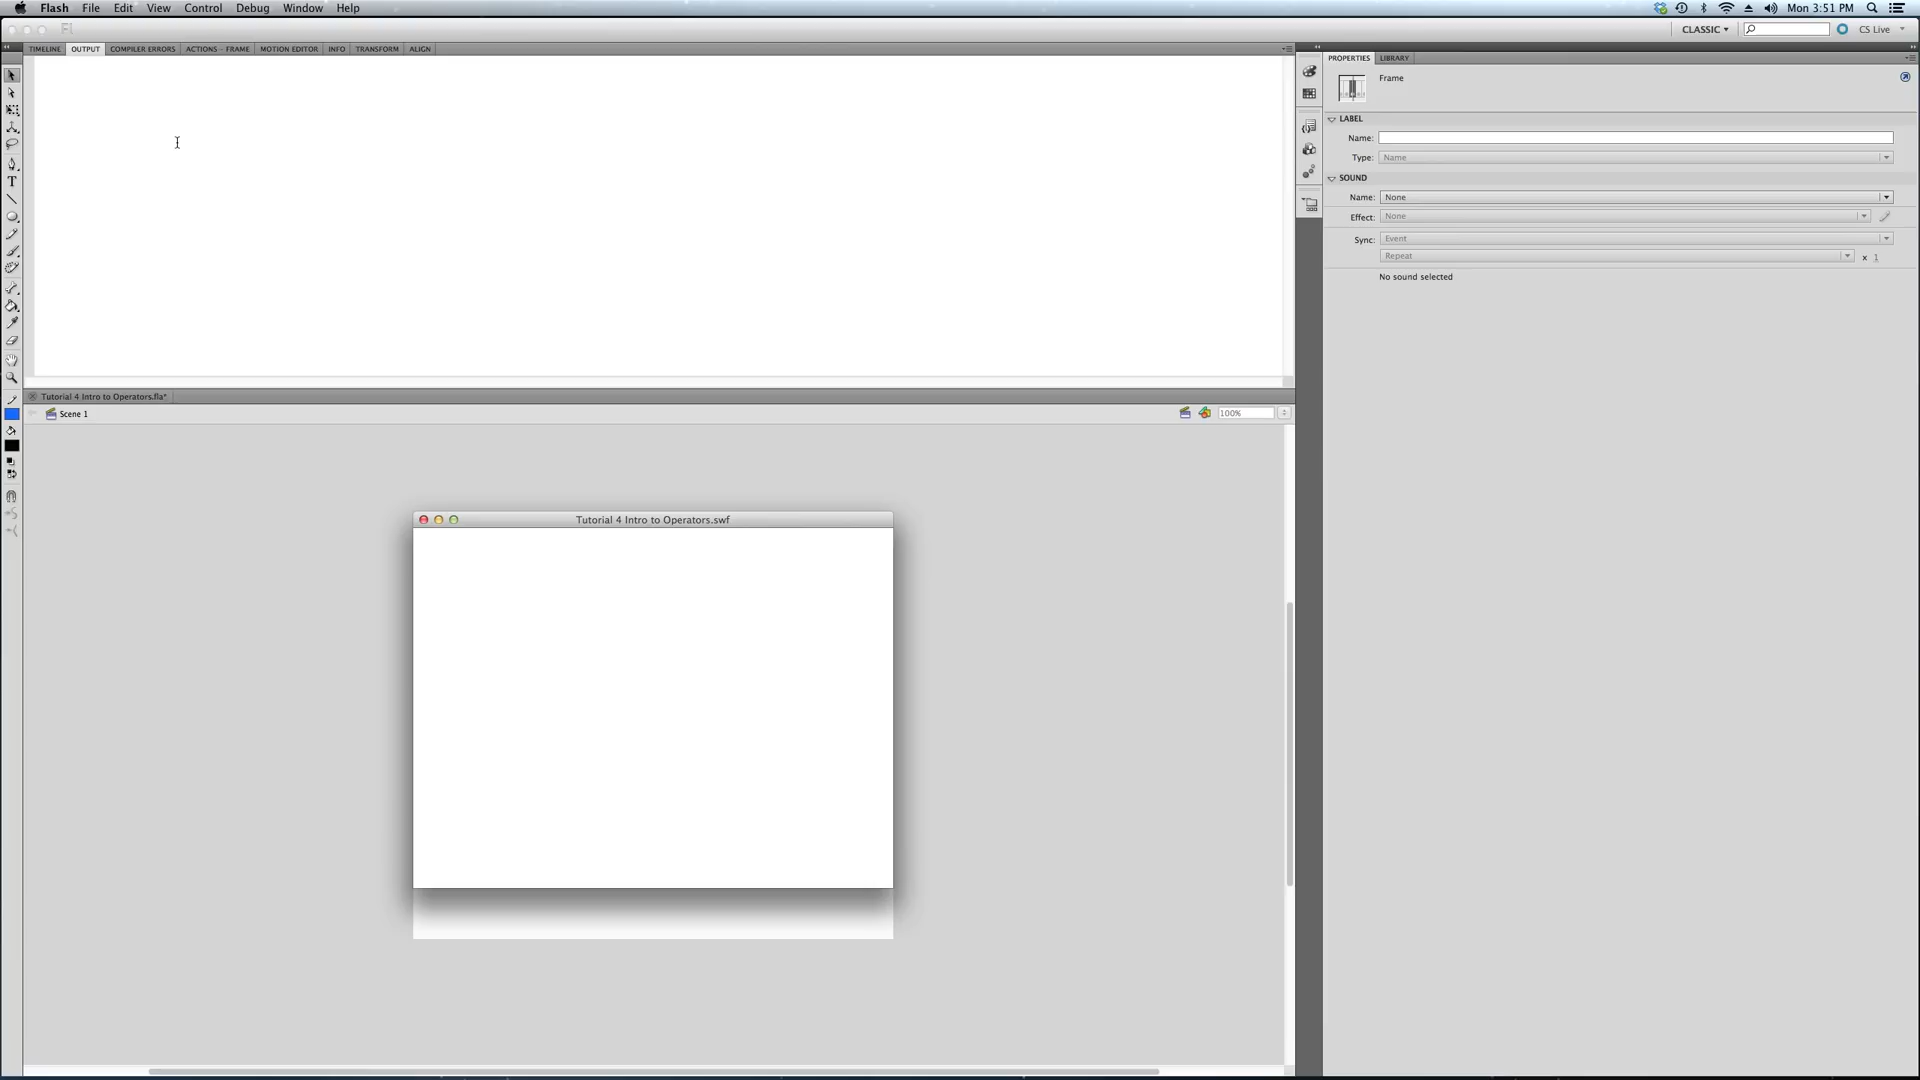 Flash File Edit View Control Debug Window Help Mon 3:51 PM
Fl CLASSIC CS Live
TIMELINE OUTPUT COMPILER ERRORS ACTIONS - FRAME MOTION EDITOR INFO TRANSFORM ALIGN
PROPERTIES LIBRARY
Frame
LABEL
Name:
Type: Name
SOUND
Name: None
Effect: None
Sync: Event
Repeat x 1
No sound selected
T
Tutorial 4 Intro to Operators.fla*
Scene 1 100%
Tutorial 4 Intro to Operators.swf